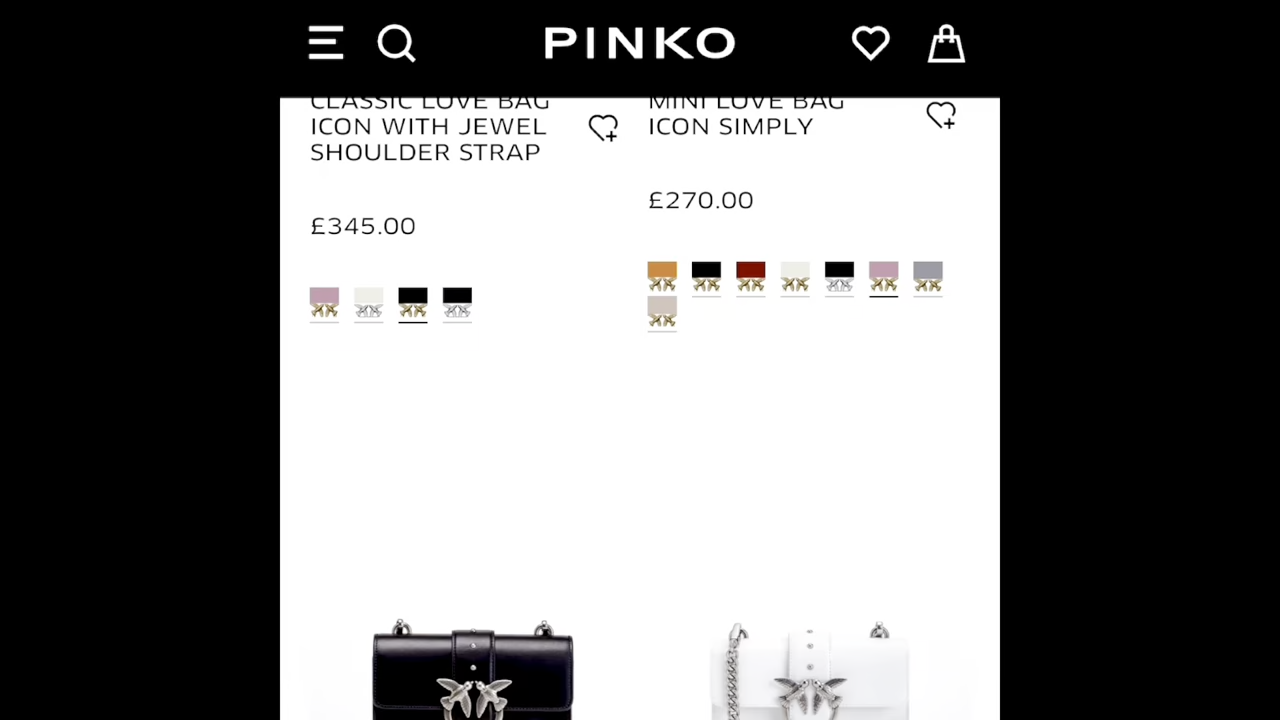 PINKO
CLASSIC LOVE BAG
ICON WITH JEWEL
SHOULDER STRAP
£345.00
MINI LOVE BAG
ICON SIMPLY
£270.00